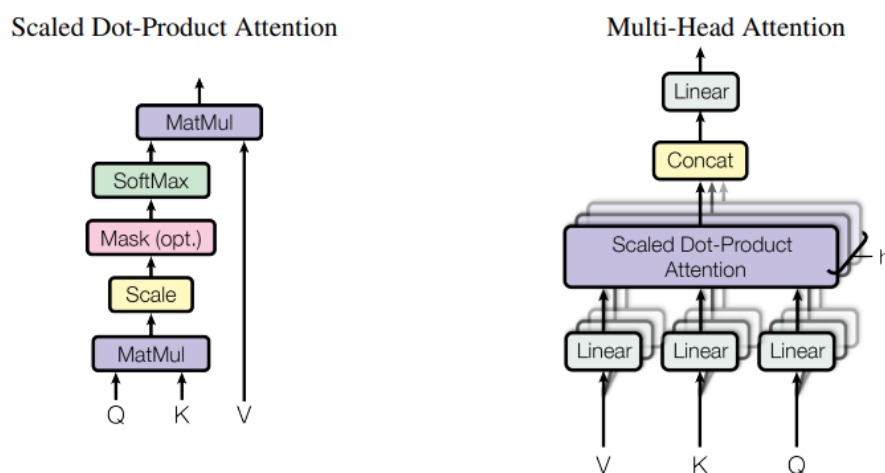 Scaled Dot-Product Attention
MatMul
SoftMax
Mask (opt.)
Scale
MatMul
Q K V
Multi-Head Attention
Linear
Concat
Scaled Dot-Product
Attention
h
Linear Linear Linear
V K Q